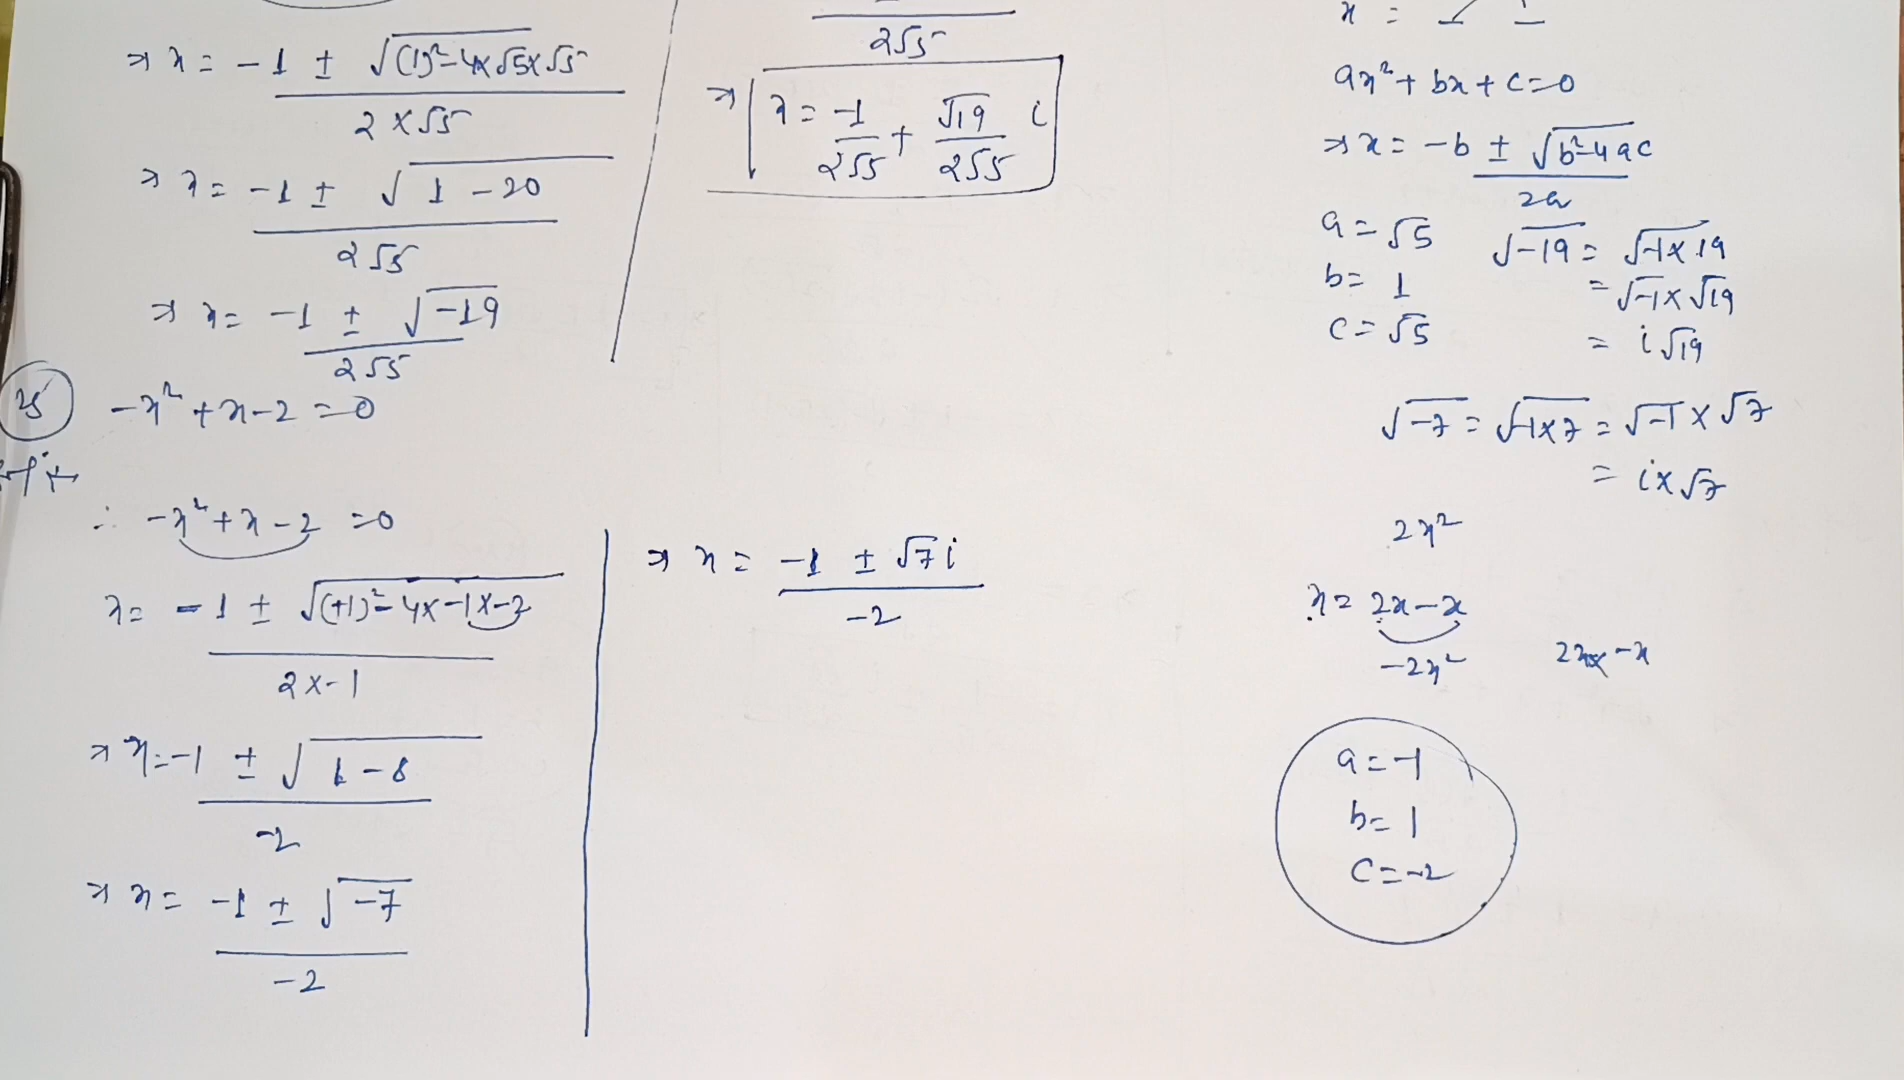 ⇒ x = -1 ± √((1)²-4×√5×√5)
2×√5
⇒ x = -1 ± √(1-20)
2√5
⇒ x = -1 ± √-19
2√5
2√5
⇒ x = -1/2√5 + √19/2√5 i
x =
ax²+bx+c=0
⇒ x = -b ± √b²-4ac
2a
a = √5
b = 1
c = √5
√-19 = √-1×19
= √-1×√19
= i√19
25
-x²+x-2=0
∴ -x²+x-2=0
x = -1 ± √(+1)²-4×-1×-2
2×-1
⇒ x = -1 ± √1-8
-2
⇒ x = -1 ± √-7
-2
⇒ x = -1 ± √7 i
-2
√-7 = √-1×7 = √-1×√7
= i×√7
2x²
x = 2x-x
-2x²
2x×-x
a=-1
b=1
c=-2